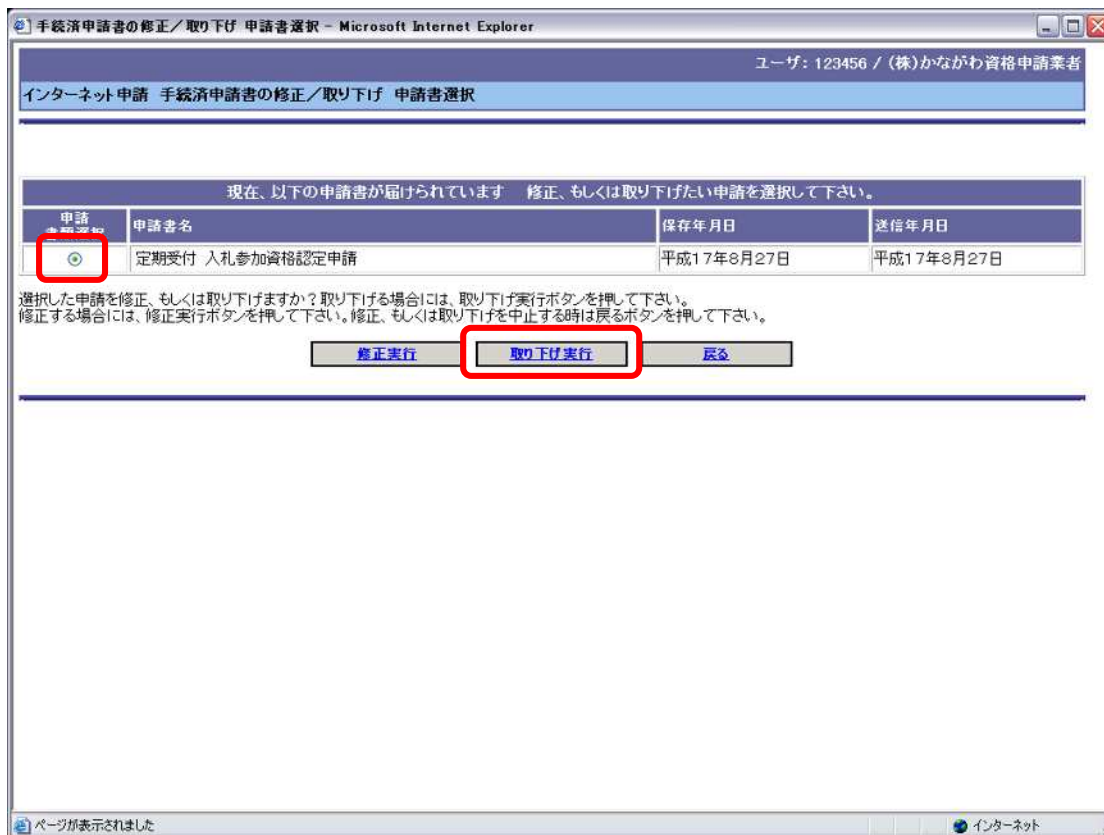 手続済申請書の修正／取り下げ 申請書選択 - Microsoft Internet Explorer
ユーザ: 123456 / (株)かながわ資格申請業者
インターネット申請 手続済申請書の修正／取り下げ 申請書選択
現在、以下の申請書が届けられています 修正、もしくは取り下げたい申請を選択して下さい。
申請
書類選択 申請書名 保存年月日 送信年月日
定期受付 入札参加資格認定申請 平成17年8月27日 平成17年8月27日
選択した申請を修正、もしくは取り下げますか？取り下げる場合には、取り下げ実行ボタンを押して下さい。
修正する場合には、修正実行ボタンを押して下さい。修正、もしくは取り下げを中止する時は戻るボタンを押して下さい。
修正実行 取り下げ実行 戻る
ページが表示されました インターネット